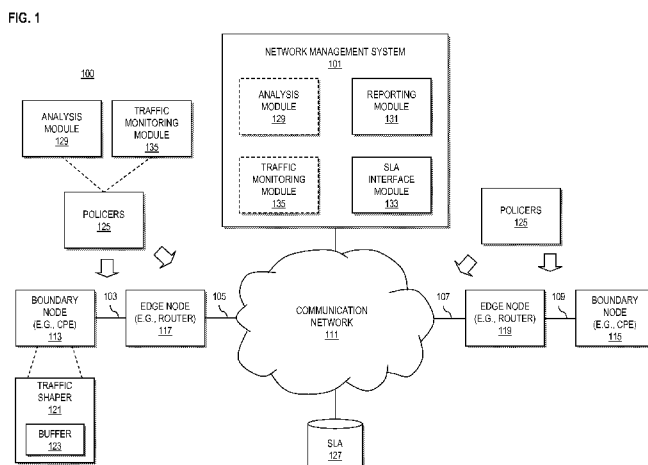 FIG. 1
100
NETWORK MANAGEMENT SYSTEM
101
ANALYSIS
MODULE
129
REPORTING
MODULE
131
TRAFFIC
MONITORING
MODULE
135
SLA
INTERFACE
MODULE
133
ANALYSIS
MODULE
129
TRAFFIC
MONITORING
MODULE
135
POLICERS
125
POLICERS
125
BOUNDARY
NODE
(E.G., CPE)
113
103
EDGE NODE
(E.G., ROUTER)
117
105
COMMUNICATION
NETWORK
111
107
EDGE NODE
(E.G., ROUTER)
119
109
BOUNDARY
NODE
(E.G., CPE)
115
TRAFFIC
SHAPER
121
BUFFER
123
SLA
127